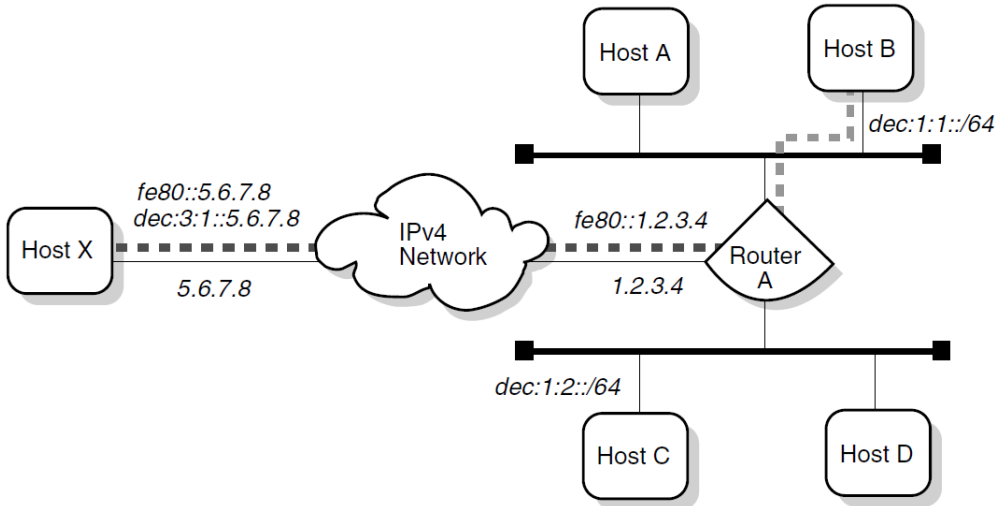 Host A
Host B
dec:1:1::/64
fe80::5.6.7.8
dec:3:1::5.6.7.8
Host X
5.6.7.8
IPv4
Network
fe80::1.2.3.4
1.2.3.4
Router
A
dec:1:2::/64
Host C
Host D